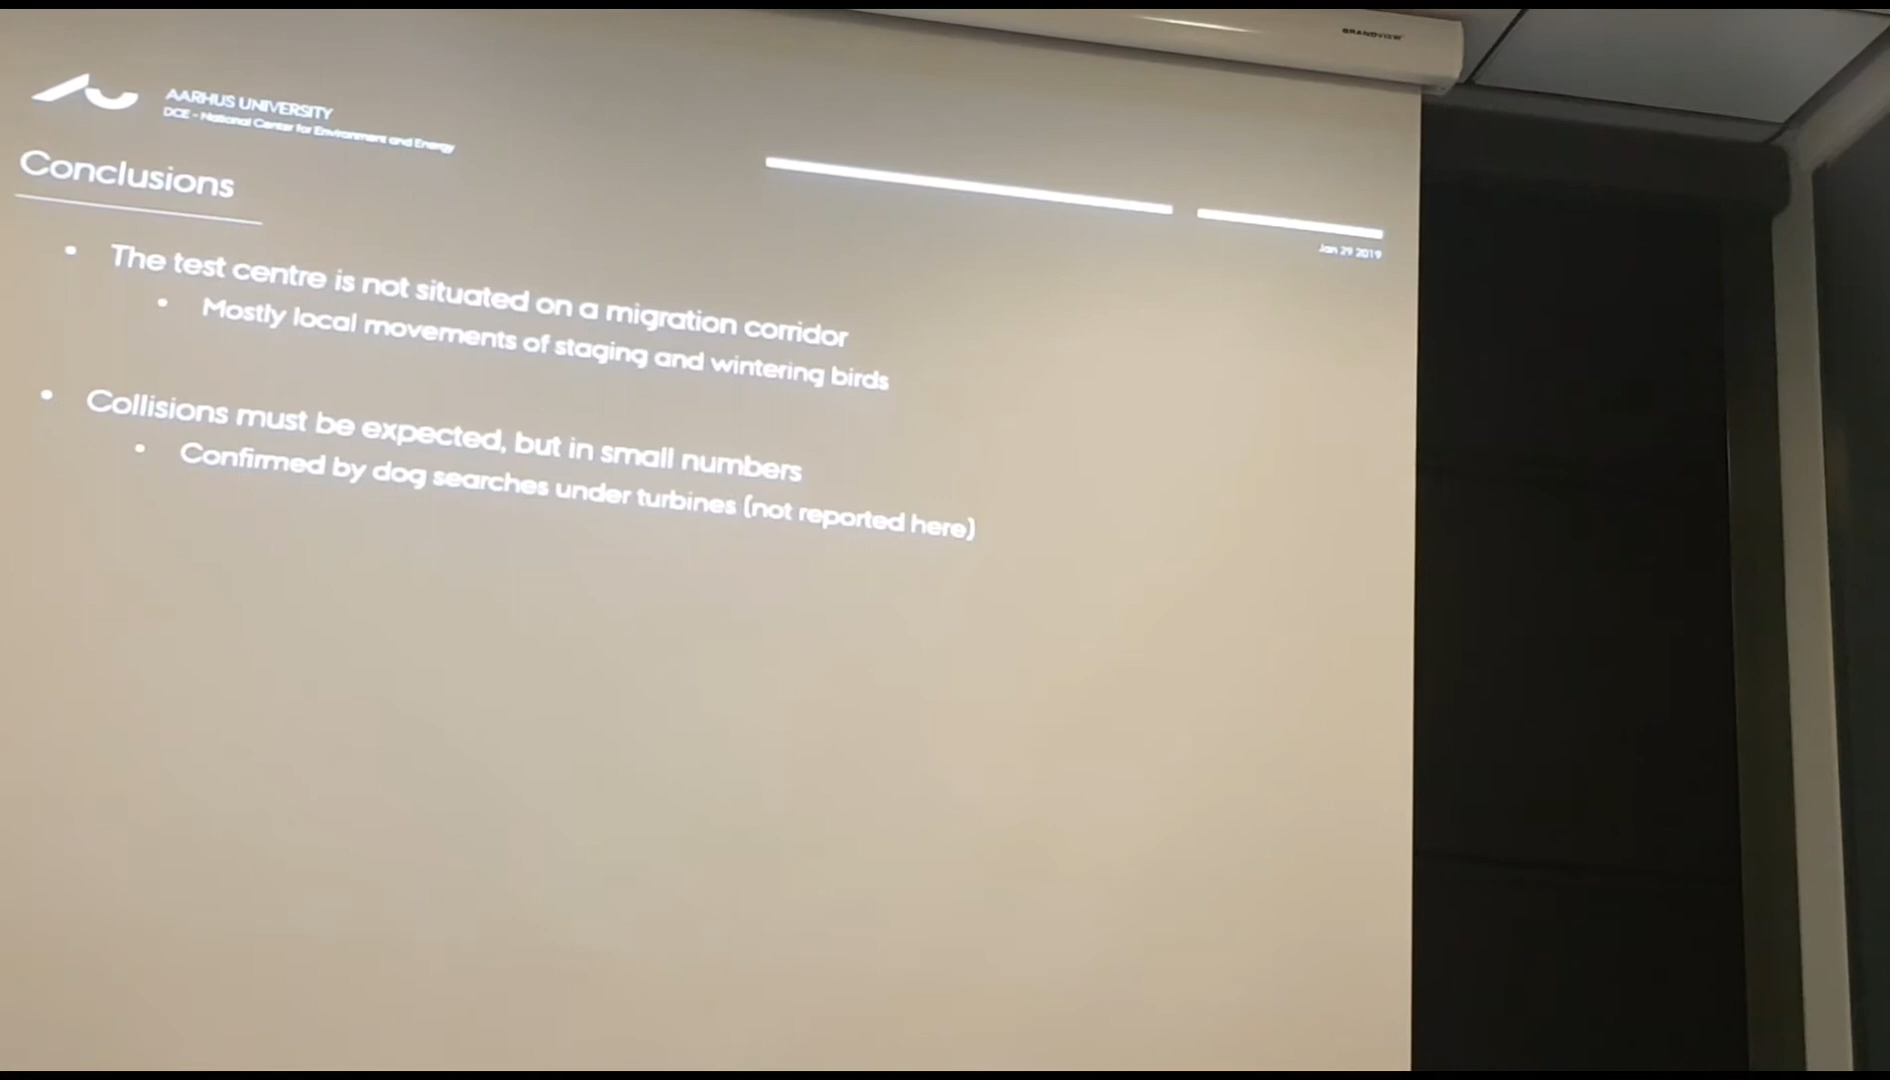 GRANDVIEW
AARHUS UNIVERSITY
DCE - National Center for Environment and Energy
Conclusions
Jan 29 2019
• The test centre is not situated on a migration corridor
• Mostly local movements of staging and wintering birds
• Collisions must be expected, but in small numbers
• Confirmed by dog searches under turbines (not reported here)